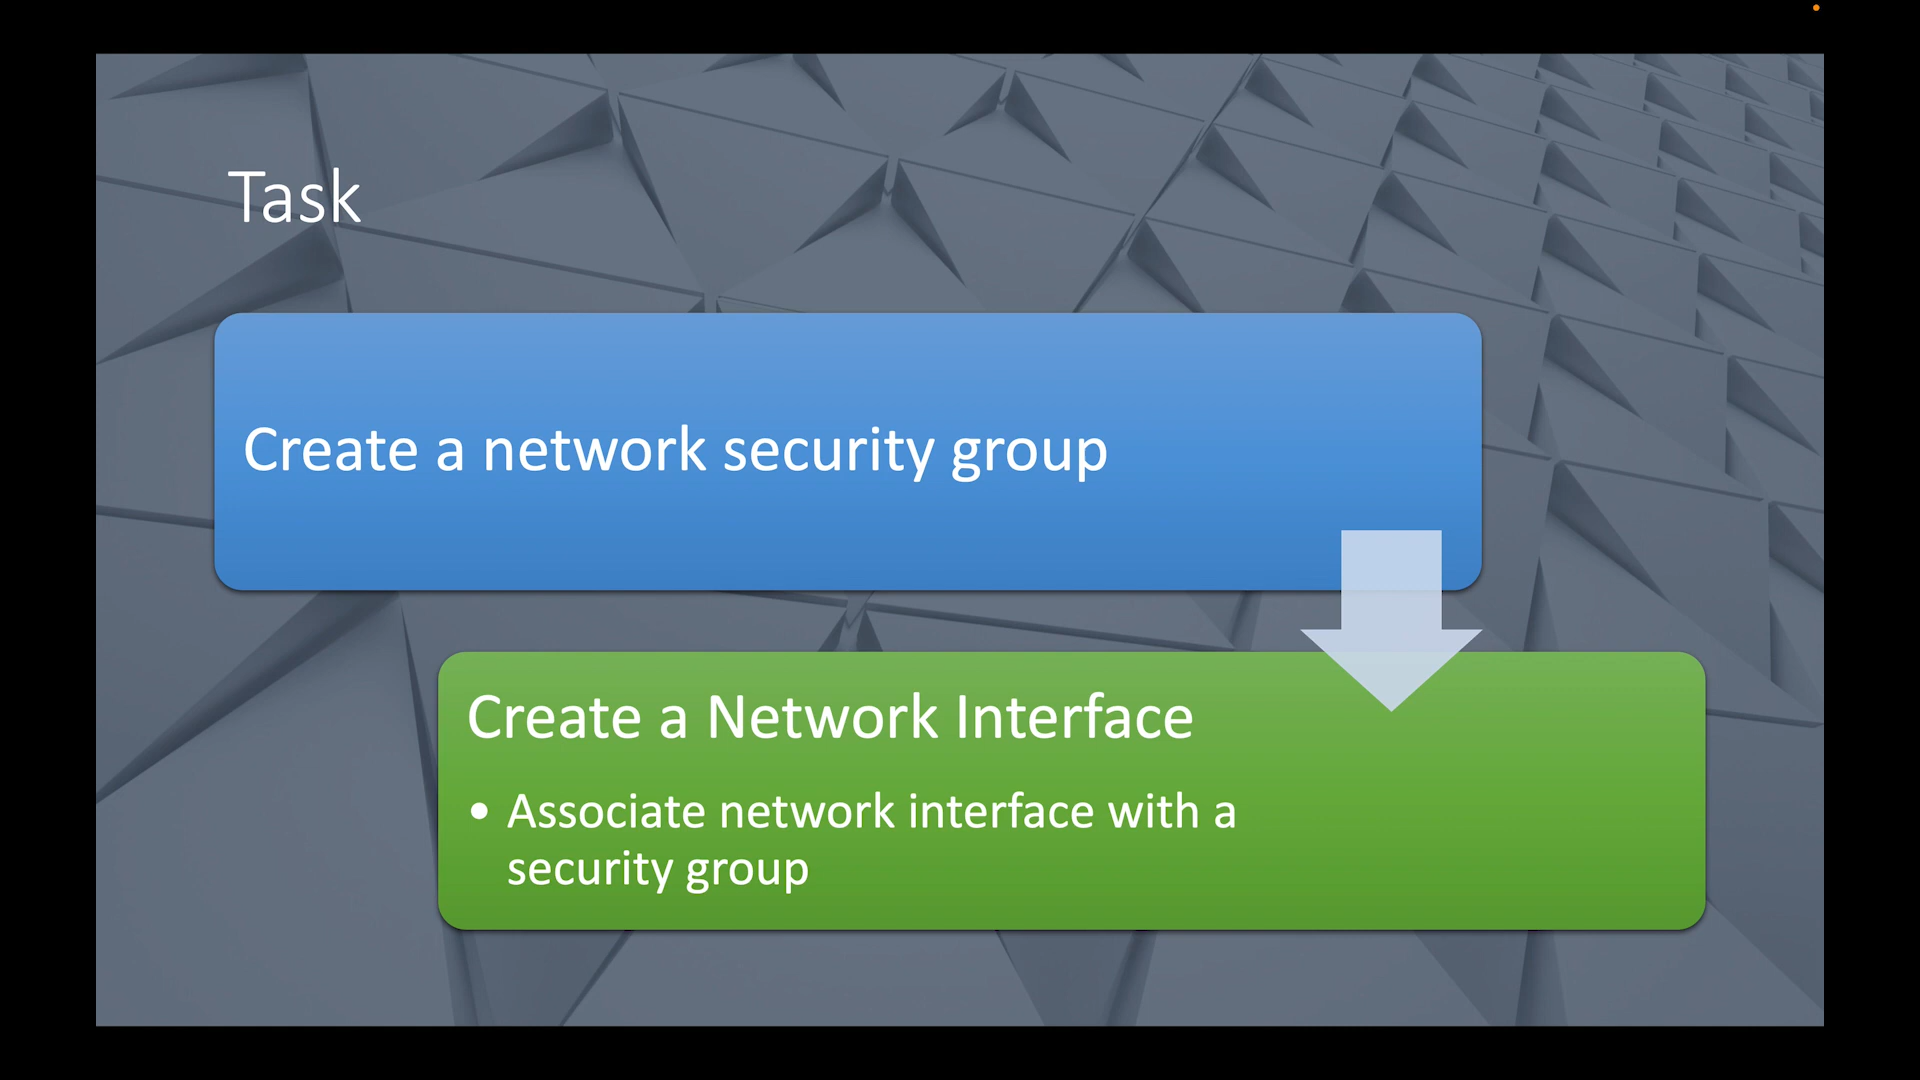 Task
Create a network security group
Create a Network Interface
• Associate network interface with a
security group